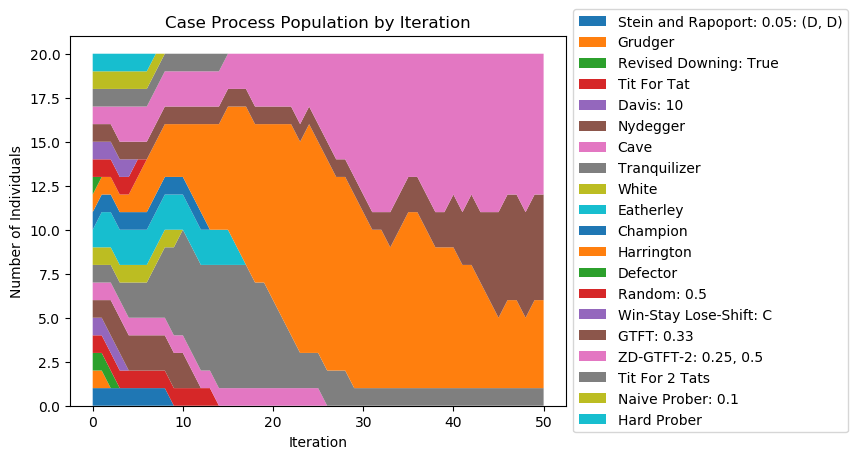 Case Process Population by Iteration
20.0
17.5
15.0
12.5
10.0
7.5
5.0
2.5
0.0
Number of Individuals
0 10 20 30 40 50
Iteration
Stein and Rapoport: 0.05: (D, D)
Grudger
Revised Downing: True
Tit For Tat
Davis: 10
Nydegger
Cave
Tranquilizer
White
Eatherley
Champion
Harrington
Defector
Random: 0.5
Win-Stay Lose-Shift: C
GTFT: 0.33
ZD-GTFT-2: 0.25, 0.5
Tit For 2 Tats
Naive Prober: 0.1
Hard Prober